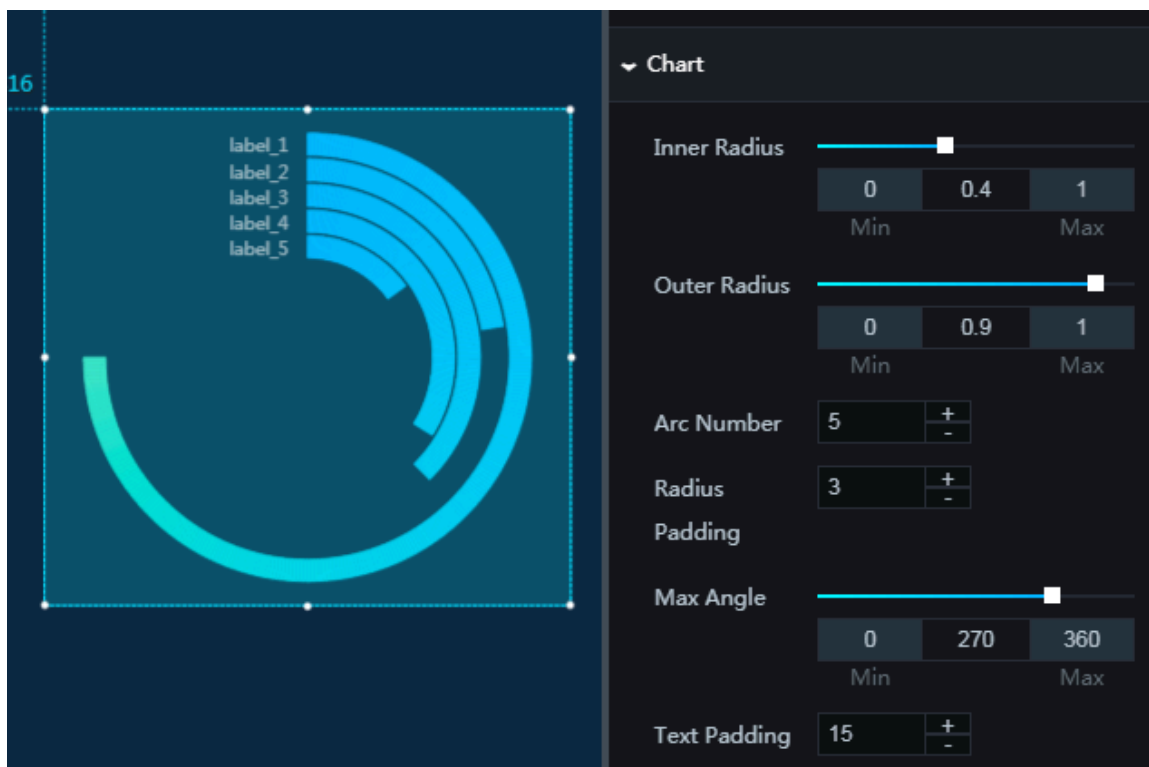 16
label_1
label_2
label_3
label_4
label_5
Chart
Inner Radius
0 0.4 1
Min Max
Outer Radius
0 0.9 1
Min Max
Arc Number 5 + -
Radius Padding 3 + -
Max Angle
0 270 360
Min Max
Text Padding 15 + -